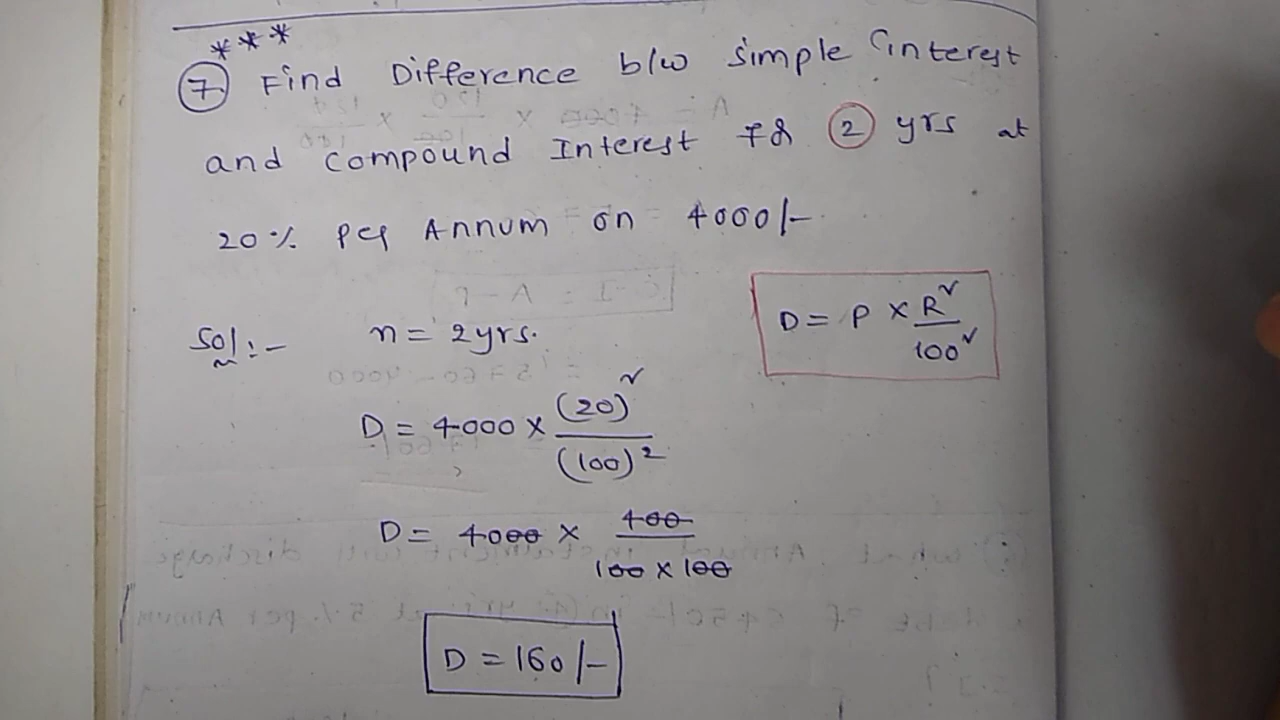 ***
7 Find Difference b/w simple interest
and compound Interest For 2 yrs at
20% Per Annum on 4000/-
Sol:- n = 2yrs.
D = P × R² / 100²
D = 4000 × (20)² / (100)²
D = 4000 × 400 / 100 × 100
D = 160/-